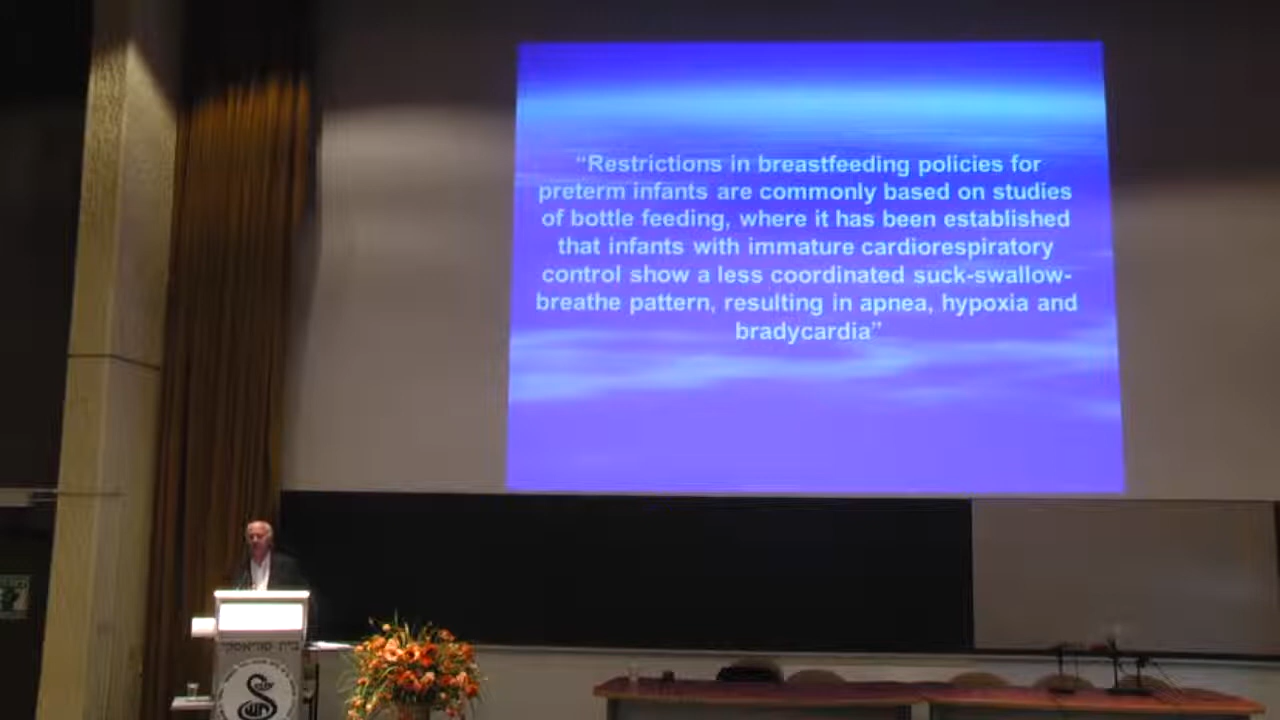 “Restrictions in breastfeeding policies for
preterm infants are commonly based on studies
of bottle feeding, where it has been established
that infants with immature cardiorespiratory
control show a less coordinated suck-swallow-
breathe pattern, resulting in apnea, hypoxia and
bradycardia”